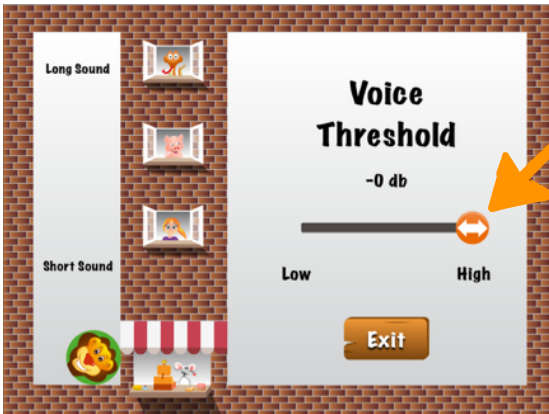 Long Sound
Short Sound
Voice
Threshold
-0 db
Low
High
Exit